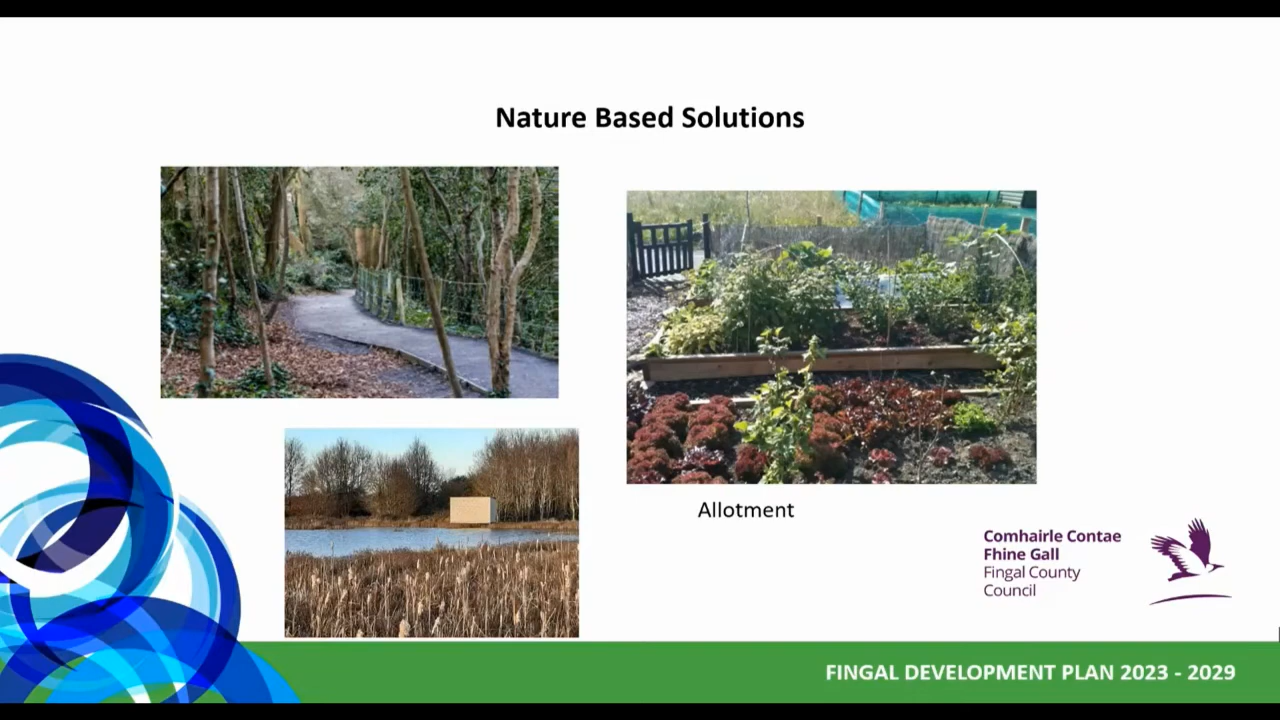 Nature Based Solutions
Allotment
Comhairle Contae
Fhine Gall
Fingal County
Council
FINGAL DEVELOPMENT PLAN 2023 - 2029